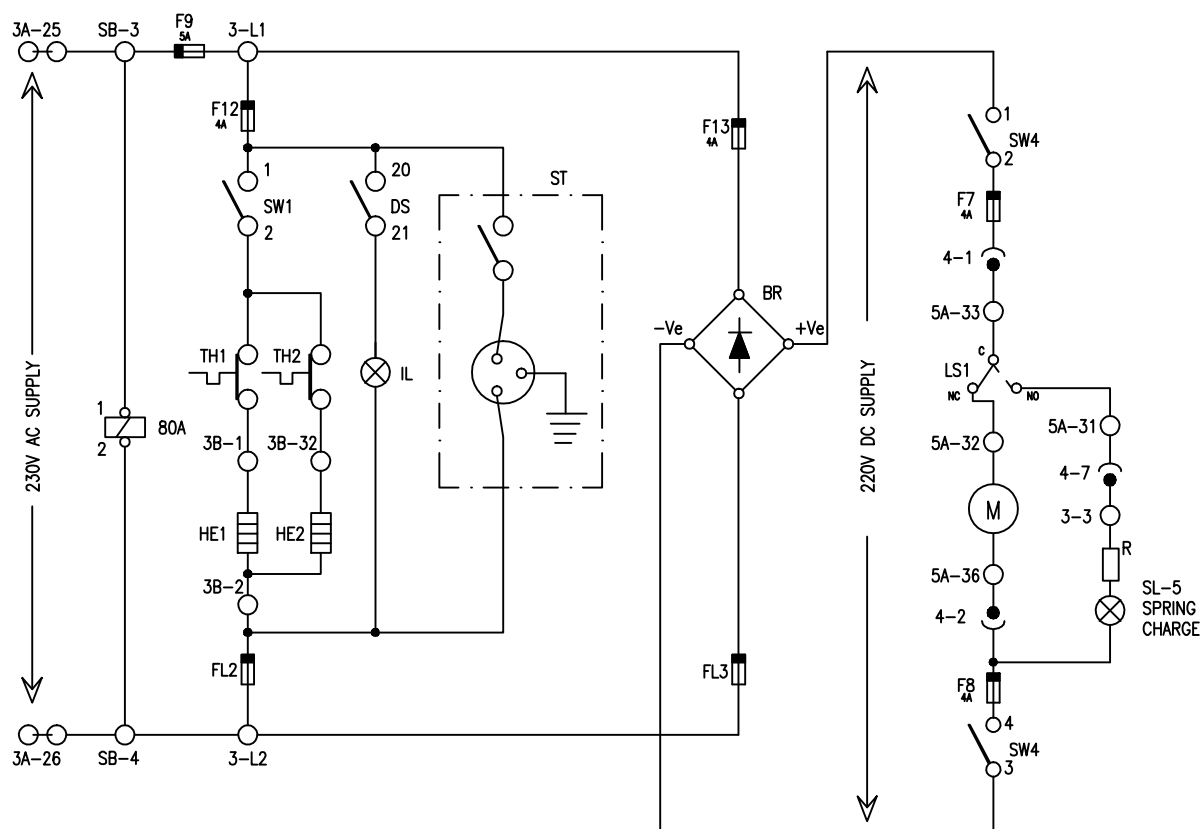 3A-25
SB-3
F9
5A
3-L1
F12
4A
F13
4A
1
SW4
2
1
SW1
2
20
DS
21
ST
F7
4A
4-1
5A-33
BR
-Ve
+Ve
C
LS1
NC
NO
TH1
TH2
IL
230V AC SUPPLY
220V DC SUPPLY
1
2
80A
3B-1
3B-32
5A-32
5A-31
4-7
3-3
M
HE1
HE2
R
3B-2
5A-36
4-2
SL-5
SPRING
CHARGE
FL2
FL3
F8
4A
4
SW4
3
3A-26
SB-4
3-L2